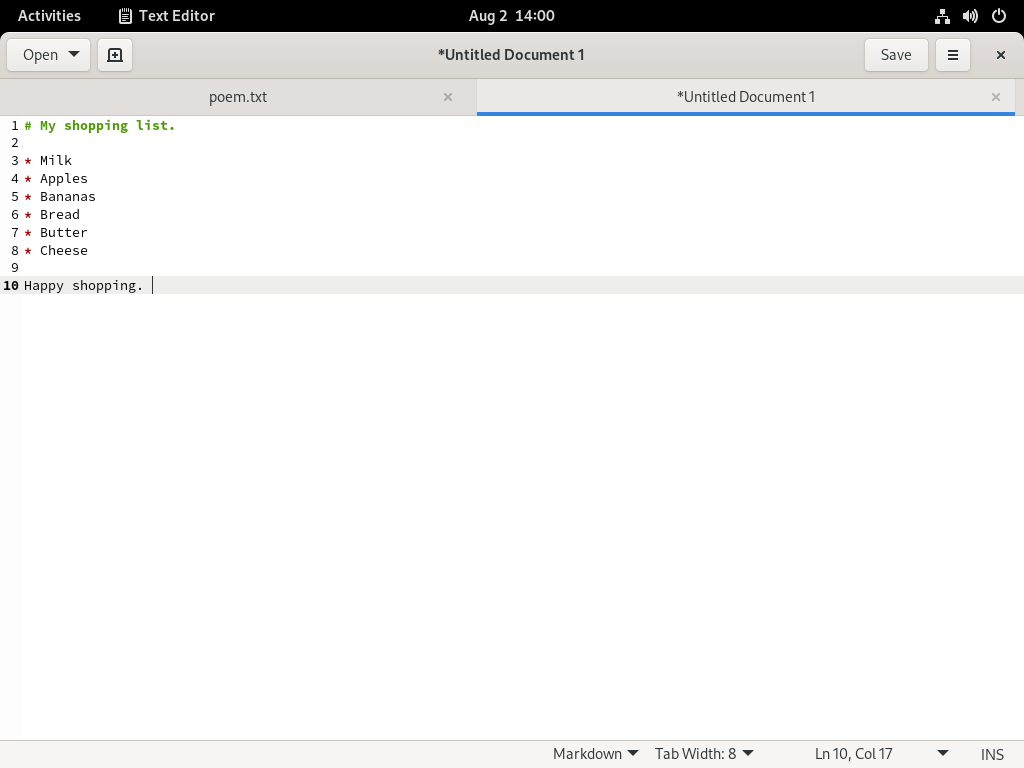 Activities Text Editor Aug 2 14:00
Open *Untitled Document 1 Save
poem.txt *Untitled Document 1
1 # My shopping list.
2
3 * Milk
4 * Apples
5 * Bananas
6 * Bread
7 * Butter
8 * Cheese
9
10 Happy shopping.
Markdown Tab Width: 8 Ln 10, Col 17 INS